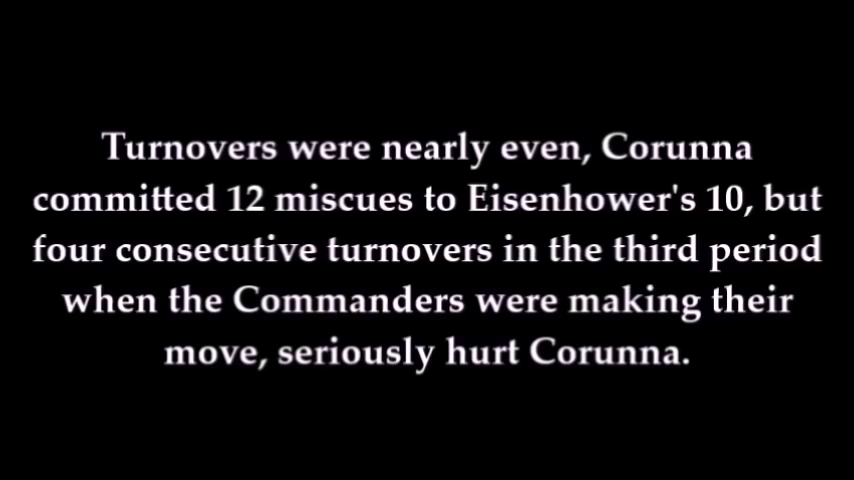 Turnovers were nearly even, Corunna
committed 12 miscues to Eisenhower's 10, but
four consecutive turnovers in the third period
when the Commanders were making their
move, seriously hurt Corunna.